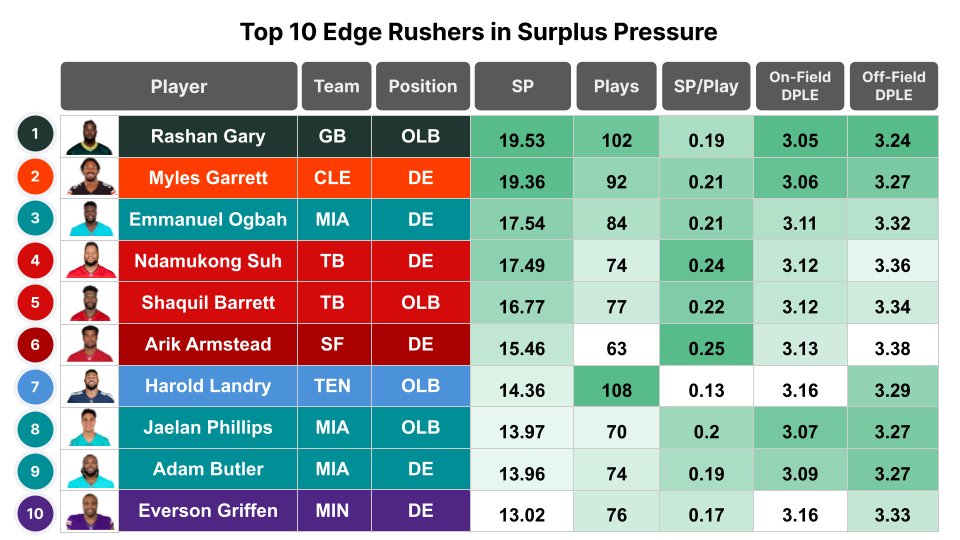 Top 10 Edge Rushers in Surplus Pressure
Player Team Position SP Plays SP/Play On-Field DPLE Off-Field DPLE
1 Rashan Gary GB OLB 19.53 102 0.19 3.05 3.24
2 Myles Garrett CLE DE 19.36 92 0.21 3.06 3.27
3 Emmanuel Ogbah MIA DE 17.54 84 0.21 3.11 3.32
4 Ndamukong Suh TB DE 17.49 74 0.24 3.12 3.36
5 Shaquil Barrett TB OLB 16.77 77 0.22 3.12 3.34
6 Arik Armstead SF DE 15.46 63 0.25 3.13 3.38
7 Harold Landry TEN OLB 14.36 108 0.13 3.16 3.29
8 Jaelan Phillips MIA OLB 13.97 70 0.2 3.07 3.27
9 Adam Butler MIA DE 13.96 74 0.19 3.09 3.27
10 Everson Griffen MIN DE 13.02 76 0.17 3.16 3.33